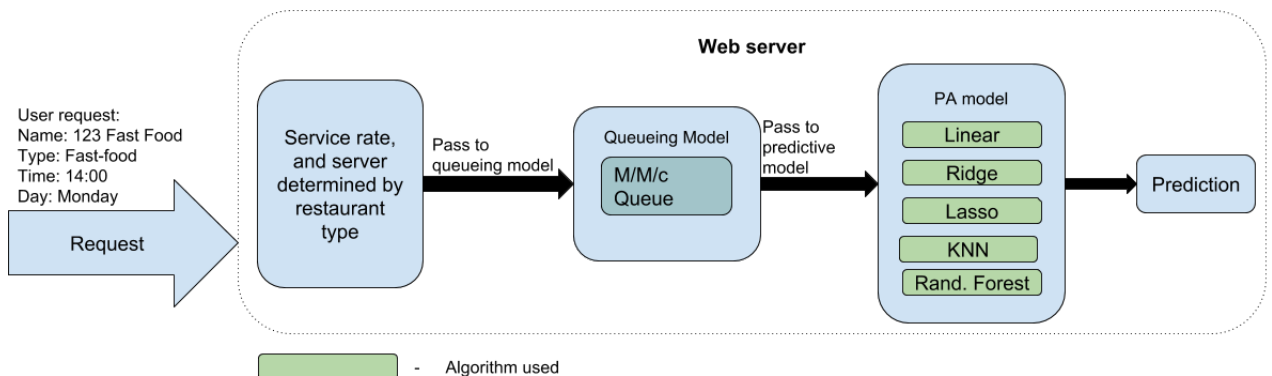 Web server
User request:
Name: 123 Fast Food
Type: Fast-food
Time: 14:00
Day: Monday
Request
Service rate,
and server
determined by
restaurant
type
Pass to
queueing model
Queueing Model
M/M/c
Queue
Pass to
predictive
model
PA model
Linear
Ridge
Lasso
KNN
Rand. Forest
Prediction
- Algorithm used